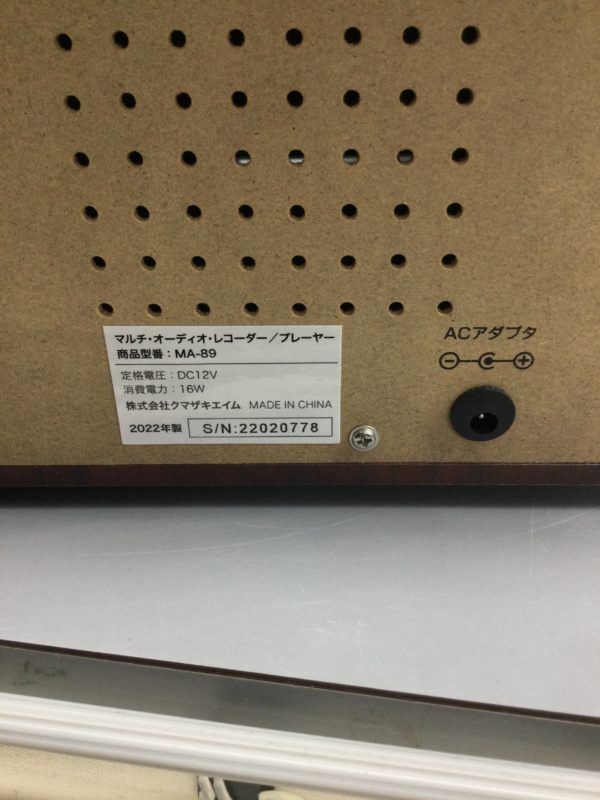 マルチ・オーディオ・レコーダー／プレーヤー
商品型番：MA-89
定格電圧：DC12V
消費電力：16W
株式会社クマザキエイム MADE IN CHINA
2022年製 S/N:22020778
ACアダプタ